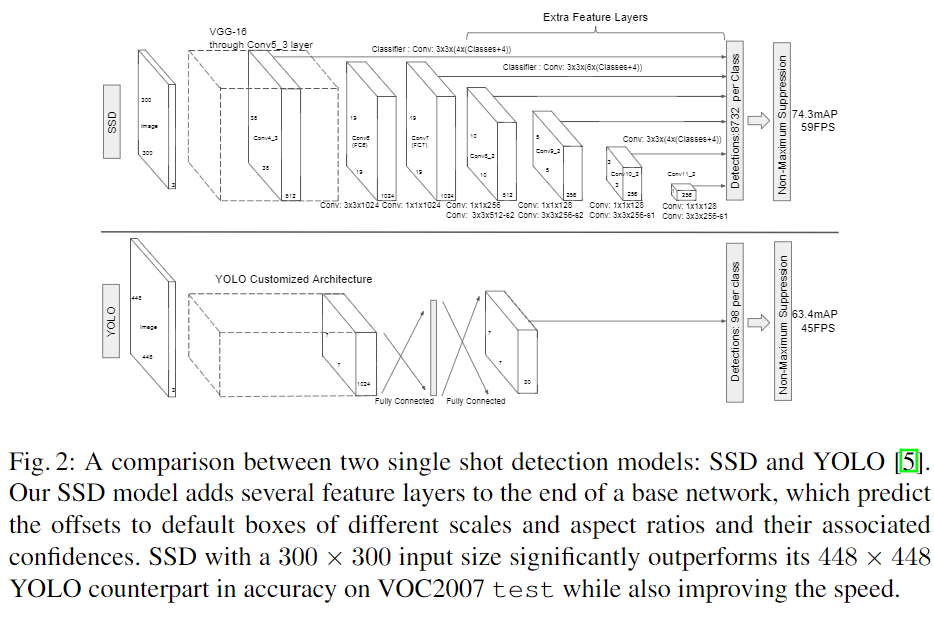 Extra Feature Layers
VGG-16
through Conv5_3 layer
Classifier : Conv: 3x3x(4x(Classes+4))
Classifier : Conv: 3x3x(6x(Classes+4))
Conv: 3x3x(4x(Classes+4))
SSD
300
Image
300
3
38
Conv4_3
38
512
19
Conv6
(FC6)
19
1024
19
Conv7
(FC7)
19
1024
10
Conv8_2
10
512
5
Conv9_2
5
256
3
Conv10_2
3
256
Conv11_2
1
256
Conv: 3x3x1024
Conv: 1x1x1024
Conv: 1x1x256
Conv: 3x3x512-s2
Conv: 1x1x128
Conv: 3x3x256-s2
Conv: 1x1x128
Conv: 3x3x256-s1
Conv: 1x1x128
Conv: 3x3x256-s1
Detections:8732 per Class
Non-Maximum Suppression
74.3mAP
59FPS
YOLO
448
Image
448
3
YOLO Customized Architecture
7
7
1024
Fully Connected
Fully Connected
7
7
30
Detections: 98 per class
Non-Maximum Suppression
63.4mAP
45FPS
Fig. 2: A comparison between two single shot detection models: SSD and YOLO [5].
Our SSD model adds several feature layers to the end of a base network, which predict
the offsets to default boxes of different scales and aspect ratios and their associated
confidences. SSD with a 300 × 300 input size significantly outperforms its 448 × 448
YOLO counterpart in accuracy on VOC2007 test while also improving the speed.